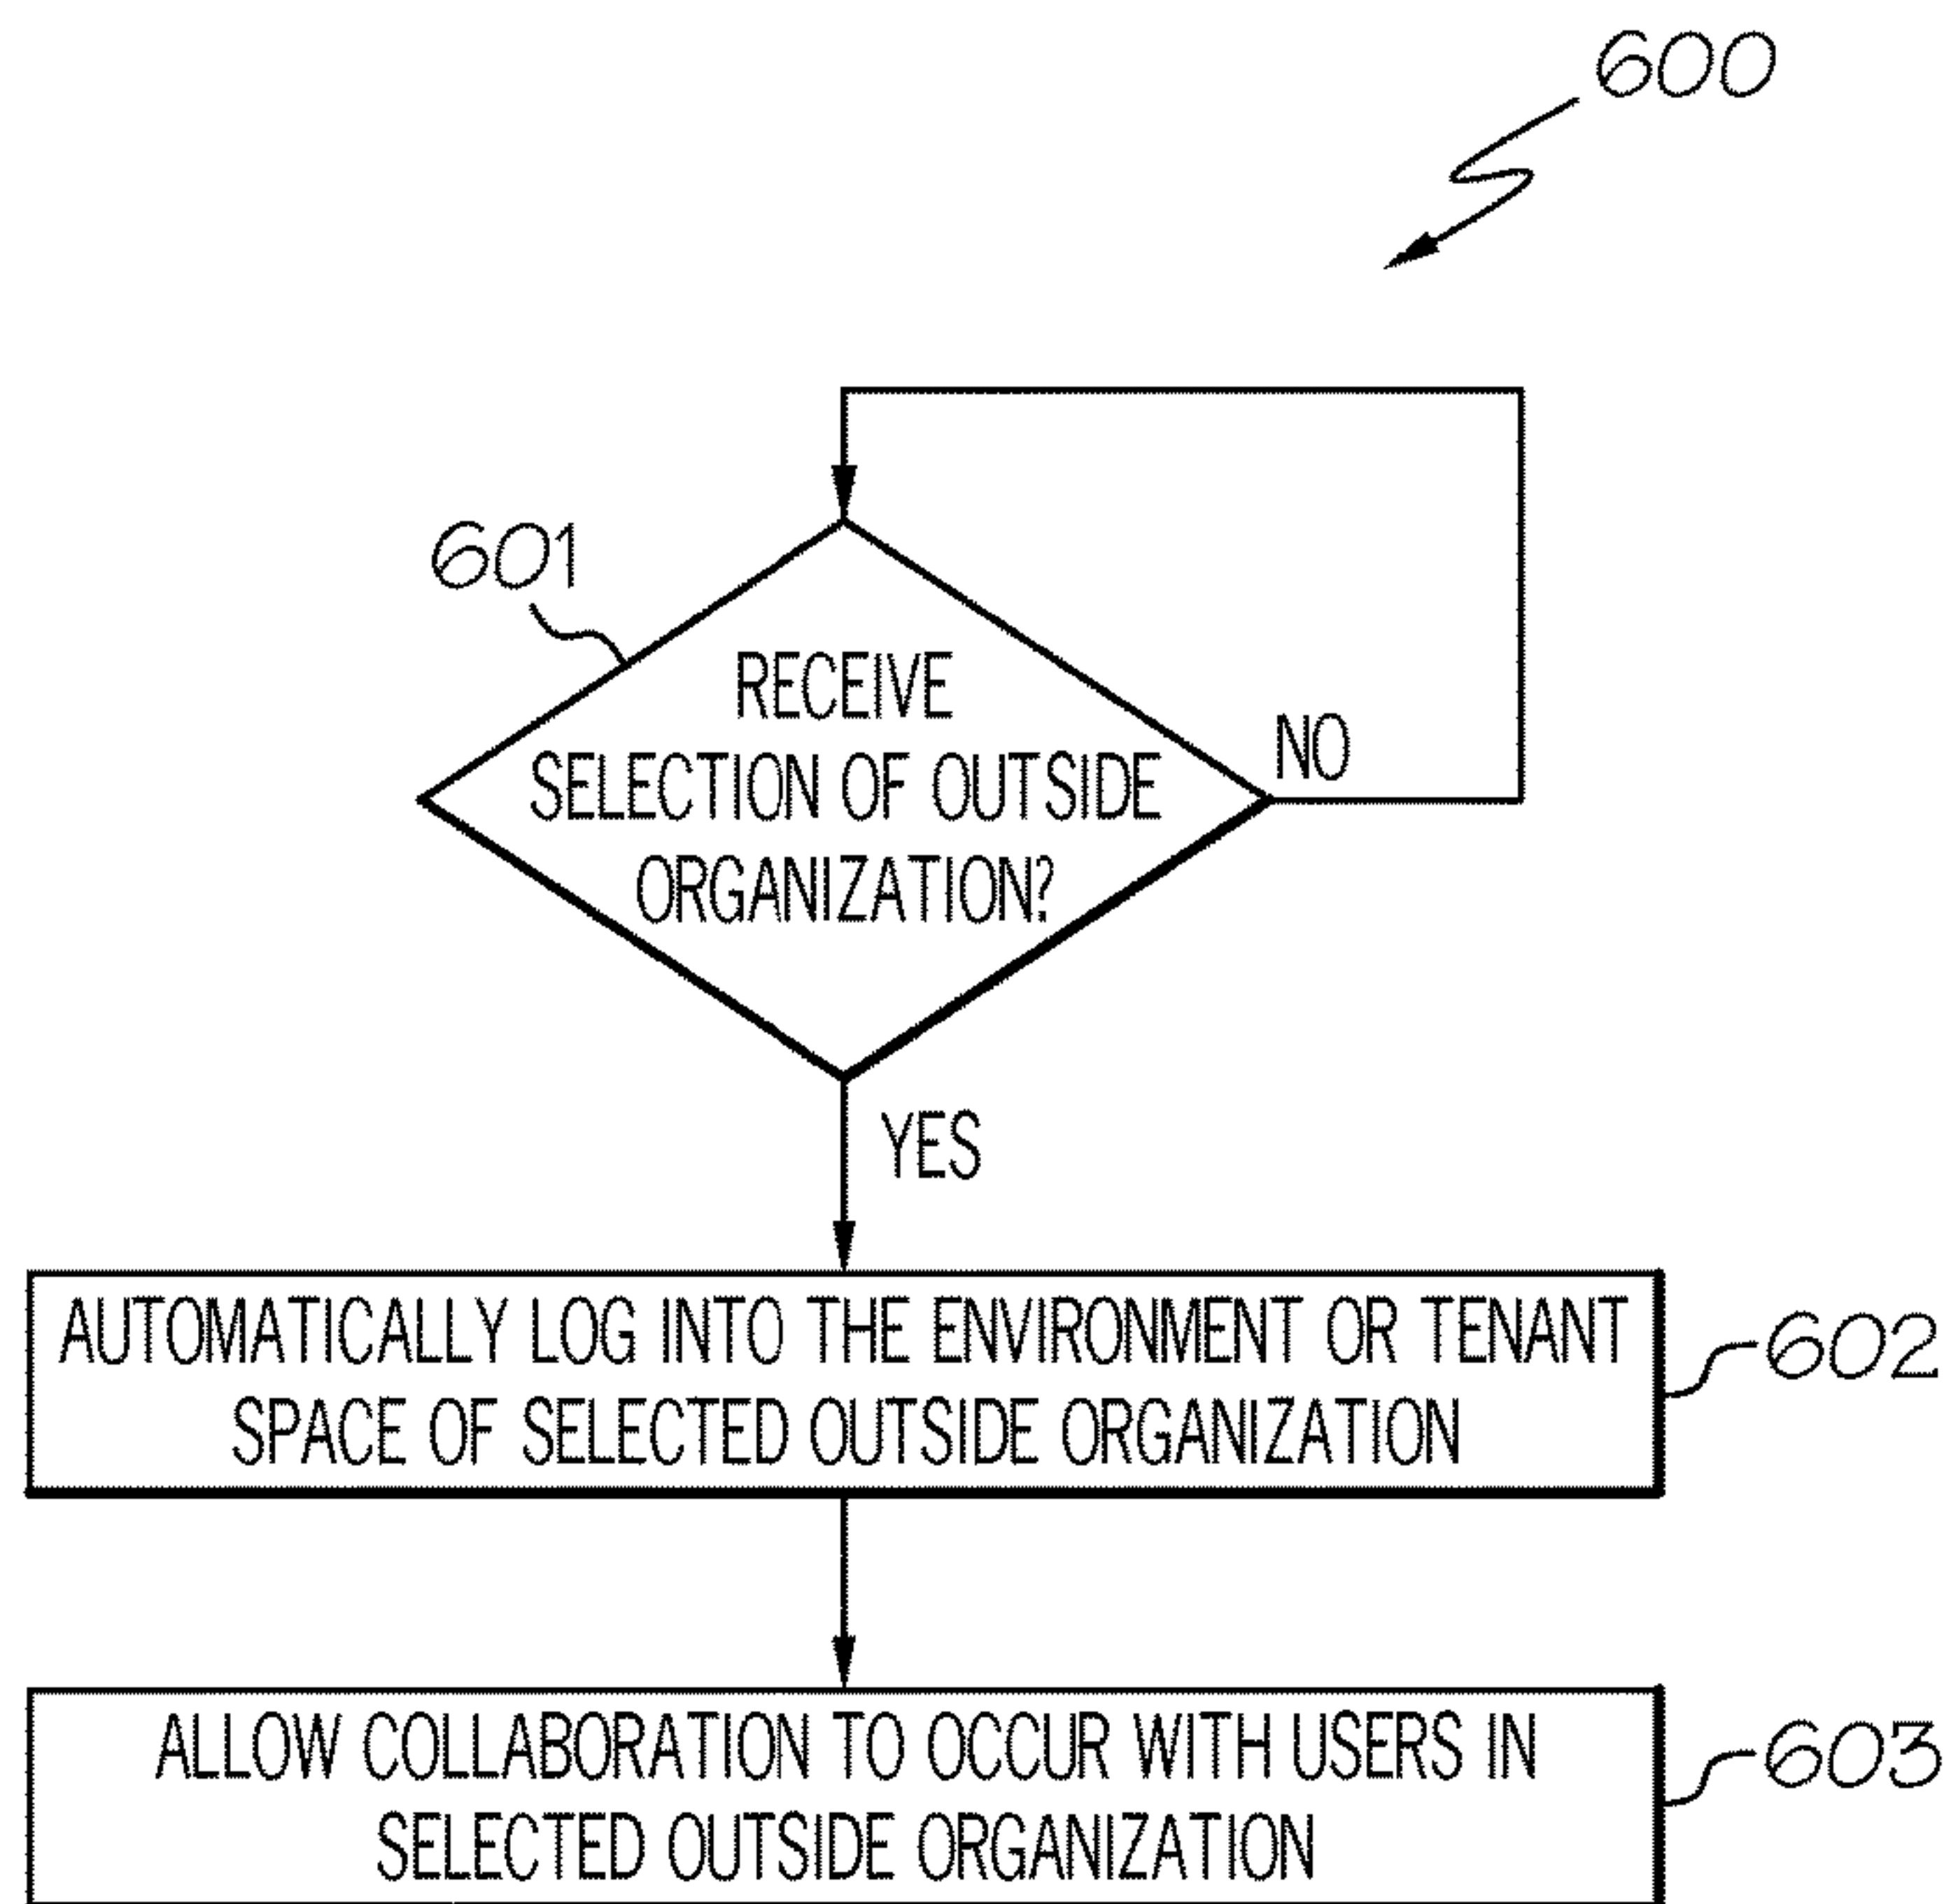 600
601
RECEIVE
SELECTION OF OUTSIDE
ORGANIZATION?
NO
YES
AUTOMATICALLY LOG INTO THE ENVIRONMENT OR TENANT
SPACE OF SELECTED OUTSIDE ORGANIZATION
602
ALLOW COLLABORATION TO OCCUR WITH USERS IN
SELECTED OUTSIDE ORGANIZATION
603